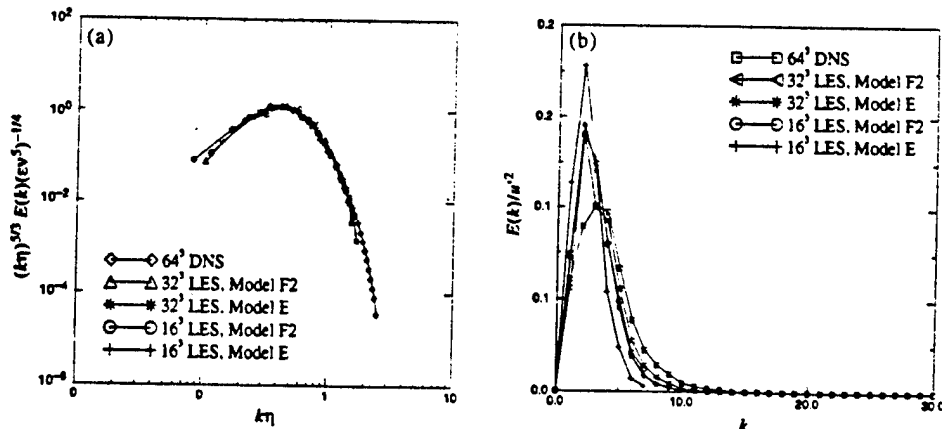 (a)
10²
10⁰
10⁻²
10⁻⁴
10⁻⁶
(kη)^5/3 E(k)(εν⁵)^−1/4
64³ DNS
32³ LES, Model F2
32³ LES, Model E
16³ LES, Model F2
16³ LES, Model E
0
0
1
10
kη
(b)
0.2
0.2
0.1
0.1
0.0
E(k)/u'²
64³ DNS
32³ LES, Model F2
32³ LES, Model E
16³ LES, Model F2
16³ LES, Model E
0.0
10.0
20.0
30.0
k